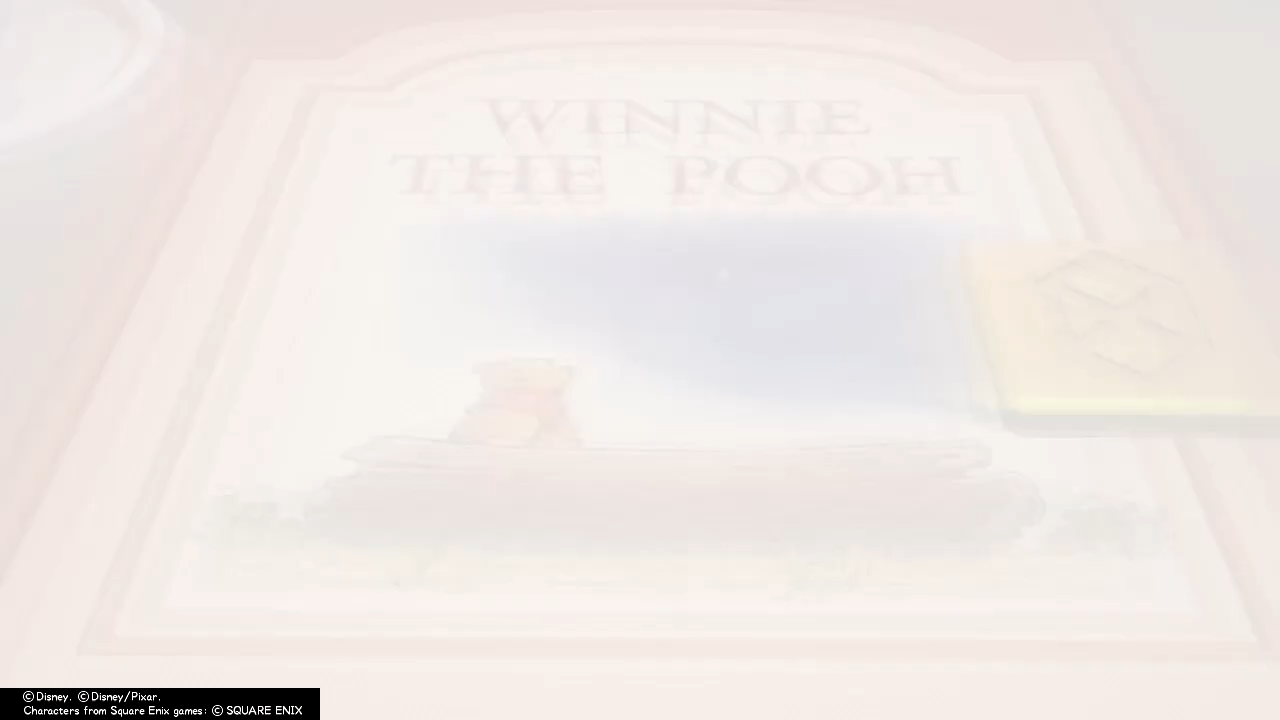 WINNIE
THE POOH
© Disney. © Disney/Pixar.
Characters from Square Enix games: © SQUARE ENIX